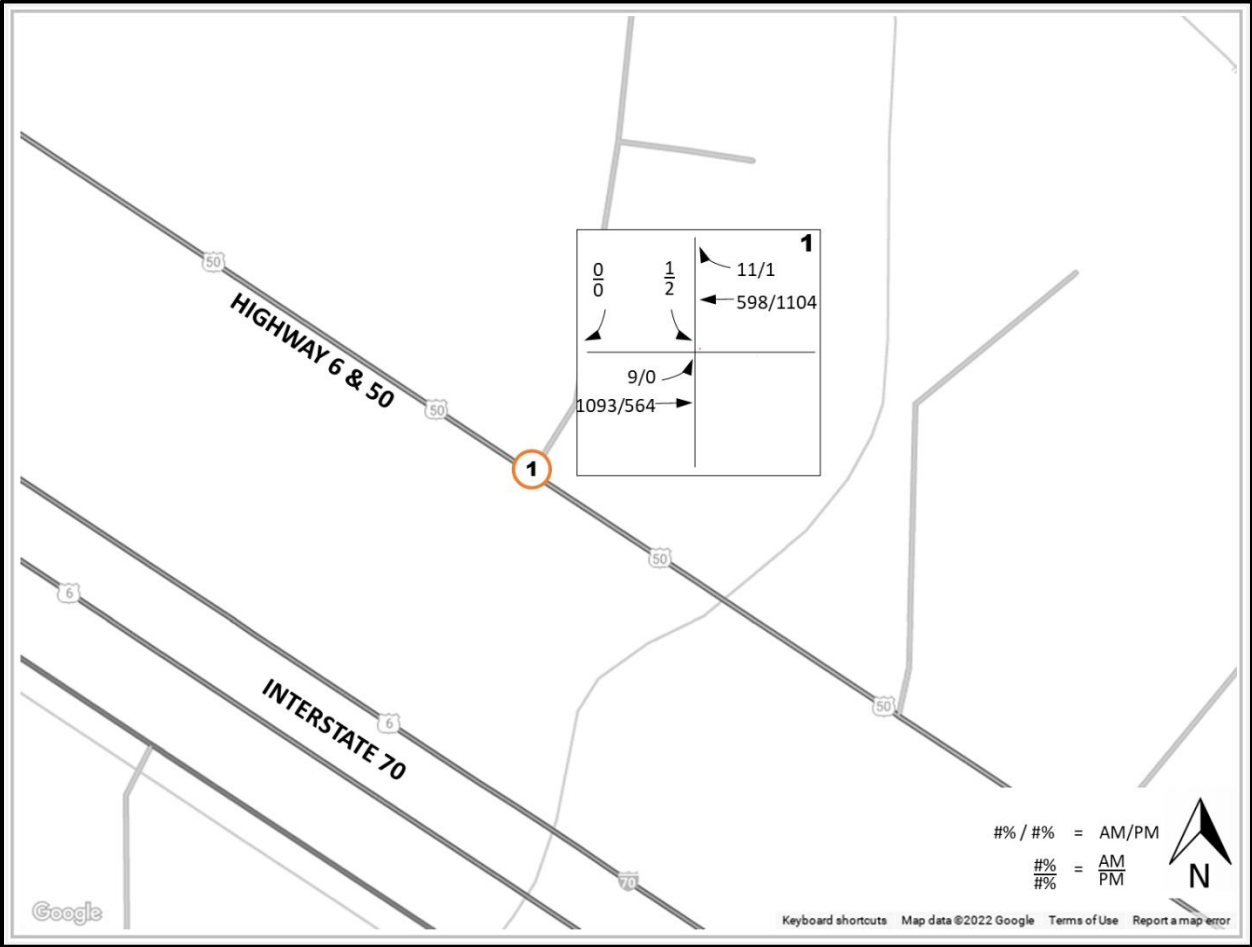 50
HIGHWAY 6 & 50
50
1
0
0
1
2
11/1
598/1104
9/0
1093/564
1
50
6
INTERSTATE 70
6
50
70
#% / #% = AM/PM
#%
#%
=
AM
PM
N
Google
Keyboard shortcuts Map data ©2022 Google Terms of Use Report a map error